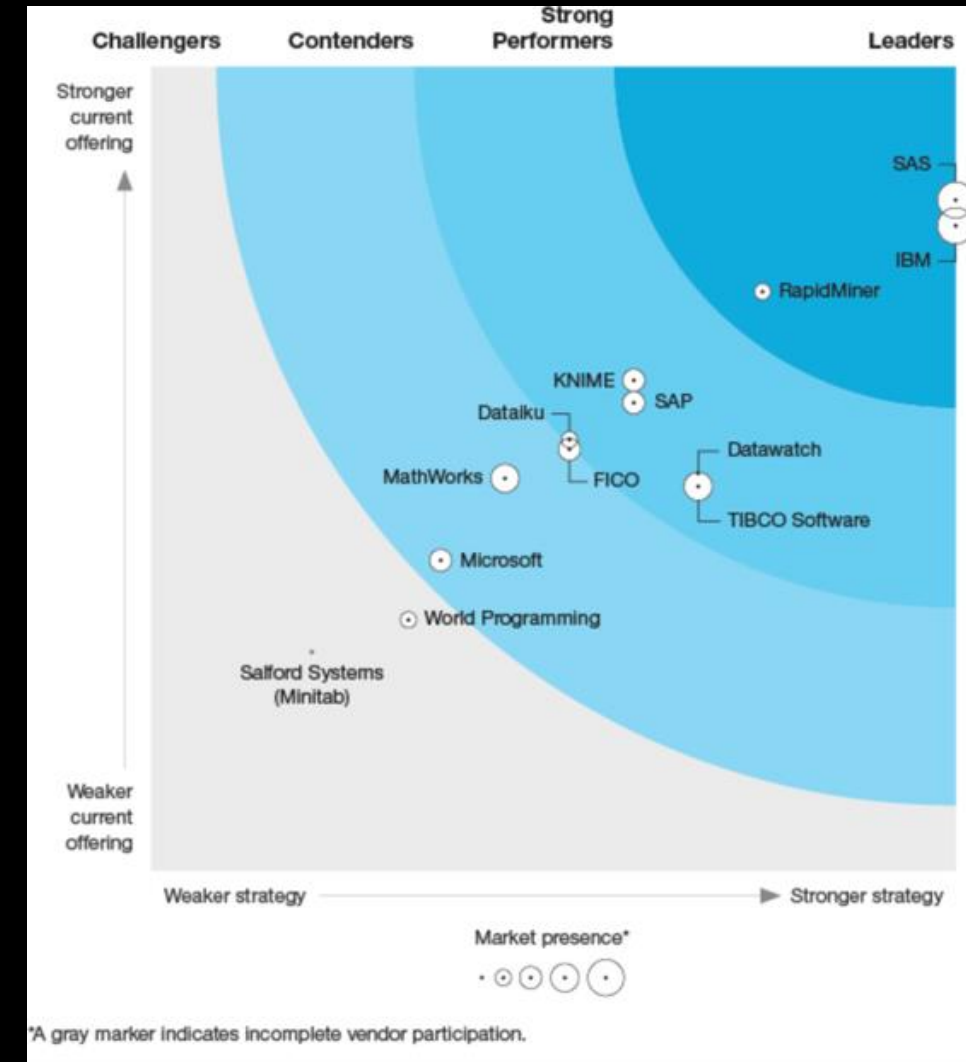 Challengers
Contenders
Strong
Performers
Leaders
Stronger
current
offering
SAS
IBM
RapidMiner
KNIME
SAP
Dataiku
Datawatch
MathWorks
FICO
TIBCO Software
Microsoft
World Programming
Salford Systems
(Minitab)
Weaker
current
offering
Weaker strategy
Stronger strategy
Market presence*
*A gray marker indicates incomplete vendor participation.